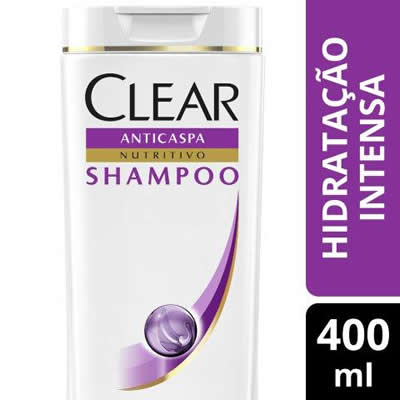 CLEAR
ANTICASPA
NUTRITIVO
SHAMPOO
HIDRATAÇÃO
INTENSA
400
ml